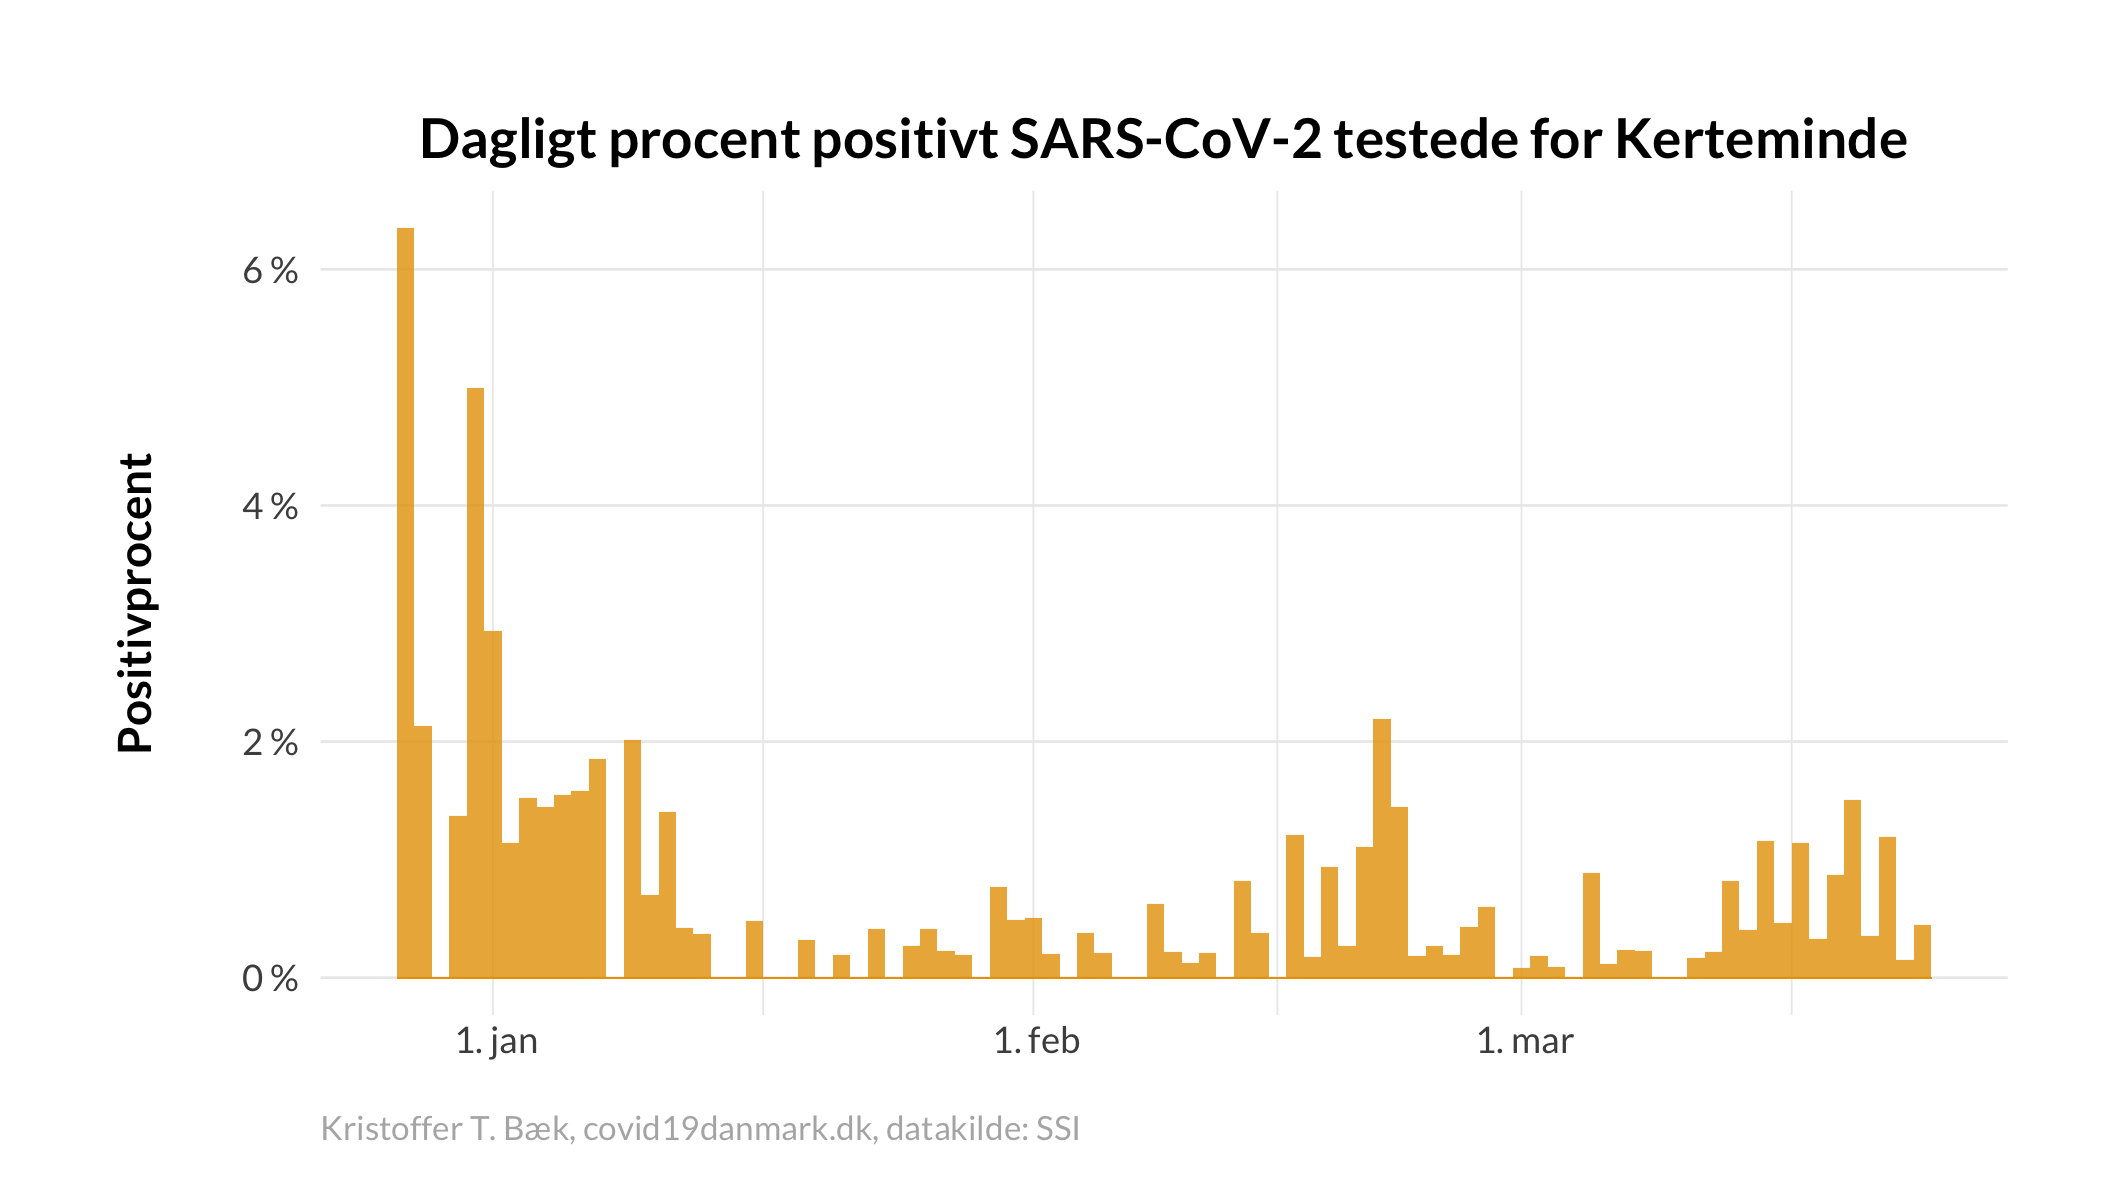 Dagligt procent positivt SARS-CoV-2 testede for Kerteminde
Positivprocent
6 %
4 %
2 %
0 %
1. jan
1. feb
1. mar
Kristoffer T. Bæk, covid19danmark.dk, datakilde: SSI